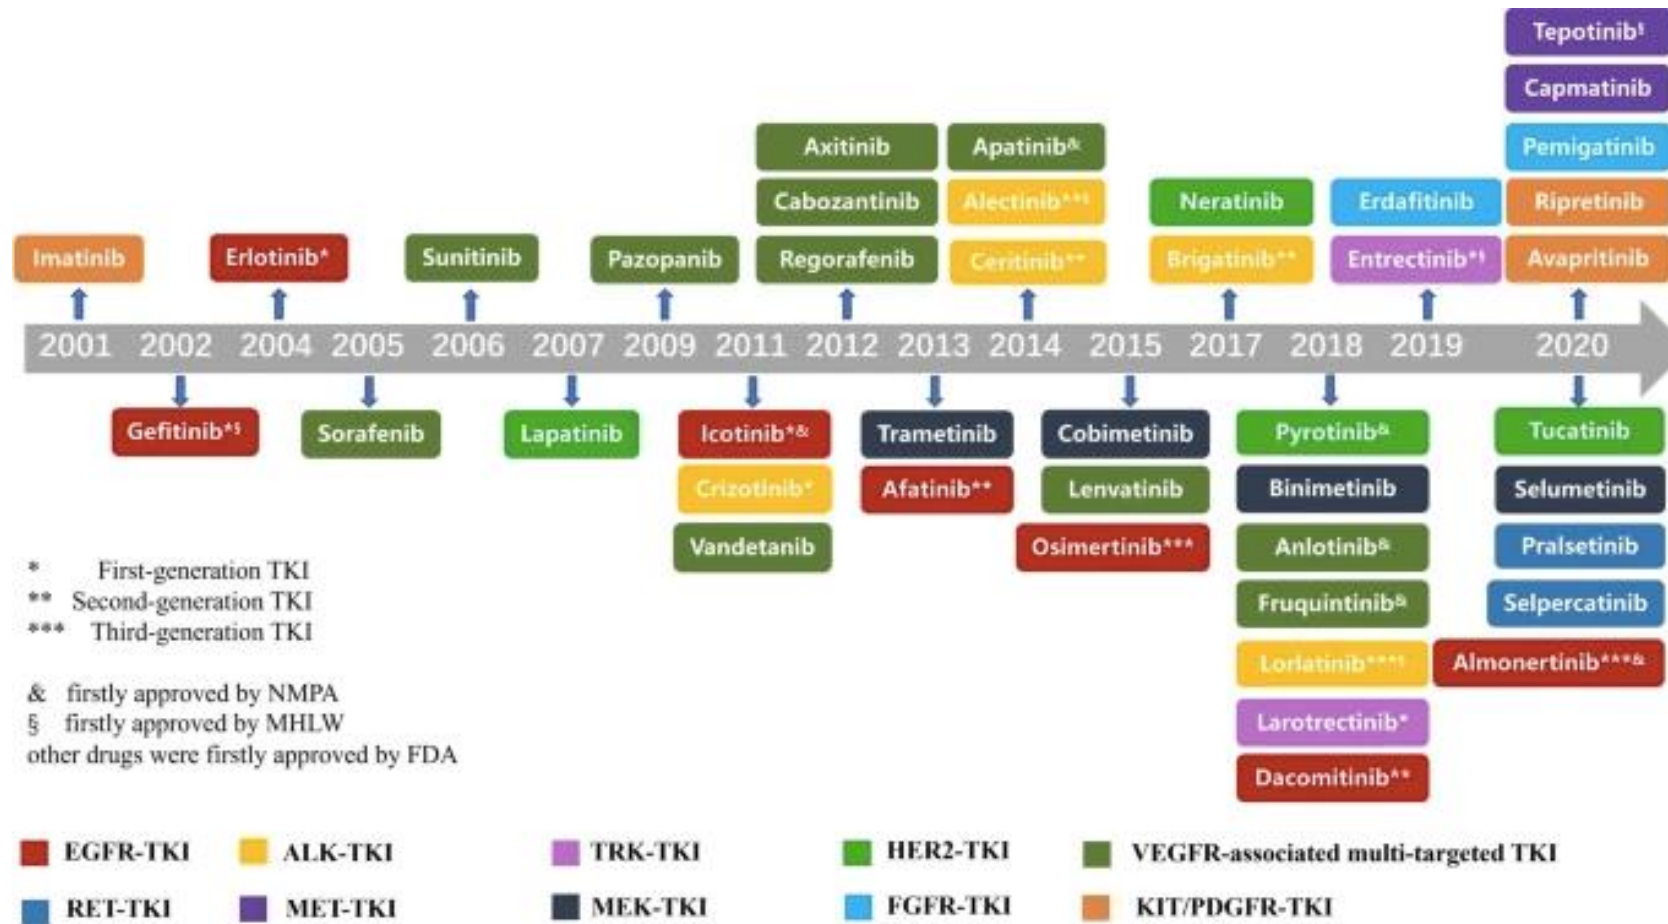 Tepotinib§
Capmatinib
Axitinib Apatinib& Pemigatinib
Cabozantinib Alectinib**§ Neratinib Erdafitinib Ripretinib
Imatinib Erlotinib* Sunitinib Pazopanib Regorafenib Ceritinib** Brigatinib** Entrectinib*§ Avapritinib
2001 2002 2004 2005 2006 2007 2009 2011 2012 2013 2014 2015 2017 2018 2019 2020
Gefitinib*§ Sorafenib Lapatinib Icotinib*& Trametinib Cobimetinib Pyrotinib& Tucatinib
Crizotinib* Afatinib** Lenvatinib Binimetinib Selumetinib
Vandetanib Osimertinib*** Anlotinib& Pralsetinib
* First-generation TKI
** Second-generation TKI
*** Third-generation TKI
Fruquintinib& Selpercatinib
Lorlatinib***§ Almonertinib***&
& firstly approved by NMPA
§ firstly approved by MHLW
other drugs were firstly approved by FDA
Larotrectinib*
Dacomitinib**
EGFR-TKI ALK-TKI TRK-TKI HER2-TKI VEGFR-associated multi-targeted TKI
RET-TKI MET-TKI MEK-TKI FGFR-TKI KIT/PDGFR-TKI